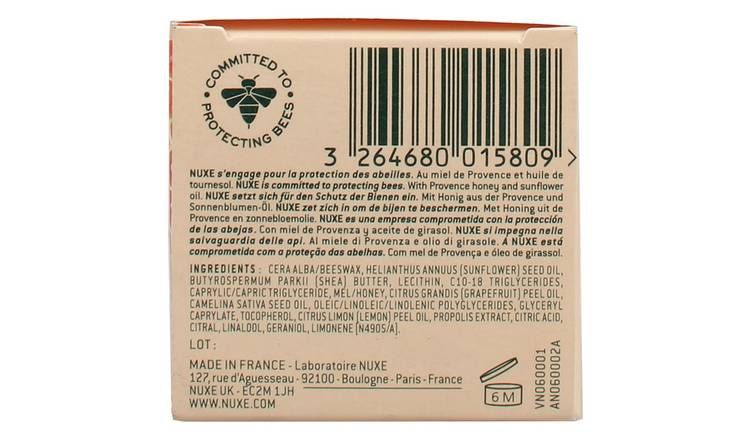 COMMITTED TO
PROTECTING BEES
3 264680 015809 >
NUXE s'engage pour la protection des abeilles. Au miel de Provence et huile de
tournesol. NUXE is committed to protecting bees. With Provence honey and sunflower
oil. NUXE setzt sich für den Schutz der Bienen ein. Mit Honig aus der Provence und
Sonnenblumen-Öl. NUXE zet zich in om de bijen te beschermen. Met Honing uit de
Provence en zonnebloemolie. NUXE es una empresa comprometida con la protección
de las abejas. Con miel de Provenza y aceite de girasol. NUXE si impegna nella
salvaguardia delle api. Al miele di Provenza e olio di girasole. A NUXE está
comprometida com a proteção das abelhas. Com mel de Provença e óleo de girassol.
INGREDIENTS : CERA ALBA/BEESWAX, HELIANTHUS ANNUUS (SUNFLOWER) SEED OIL,
BUTYROSPERMUM PARKII (SHEA) BUTTER, LECITHIN, C10-18 TRIGLYCERIDES,
CAPRYLIC/CAPRIC TRIGLYCERIDE, MEL/HONEY, CITRUS GRANDIS (GRAPEFRUIT) PEEL OIL,
CAMELINA SATIVA SEED OIL, OLEIC/LINOLEIC/LINOLENIC POLYGLYCERIDES, GLYCERYL
CAPRYLATE, TOCOPHEROL, CITRUS LIMON (LEMON) PEEL OIL, PROPOLIS EXTRACT, CITRIC ACID,
CITRAL, LINALOOL, GERANIOL, LIMONENE [N4905/A].
LOT :
MADE IN FRANCE - Laboratoire NUXE
127, rue d'Aguesseau - 92100 - Boulogne - Paris - France
NUXE UK - EC2M 1JH
WWW.NUXE.COM
6 M
VN060001
AN060002A